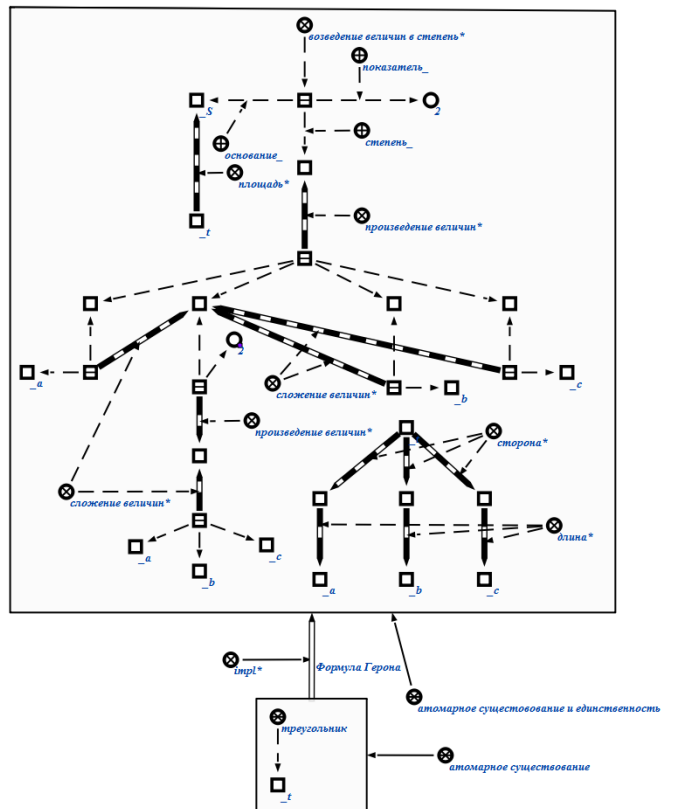 возведение величин в степень*
показатель_
_S
2
основание_
степень_
площадь*
_t
произведение величин*
2
_a
сложение величин*
_b
_c
произведение величин*
сторона*
сложение величин*
длина*
_a
_b
_c
_a
_b
_c
impl*
Формула Герона
атомарное сущестовование и единственность
треугольник
атомарное существование
_t